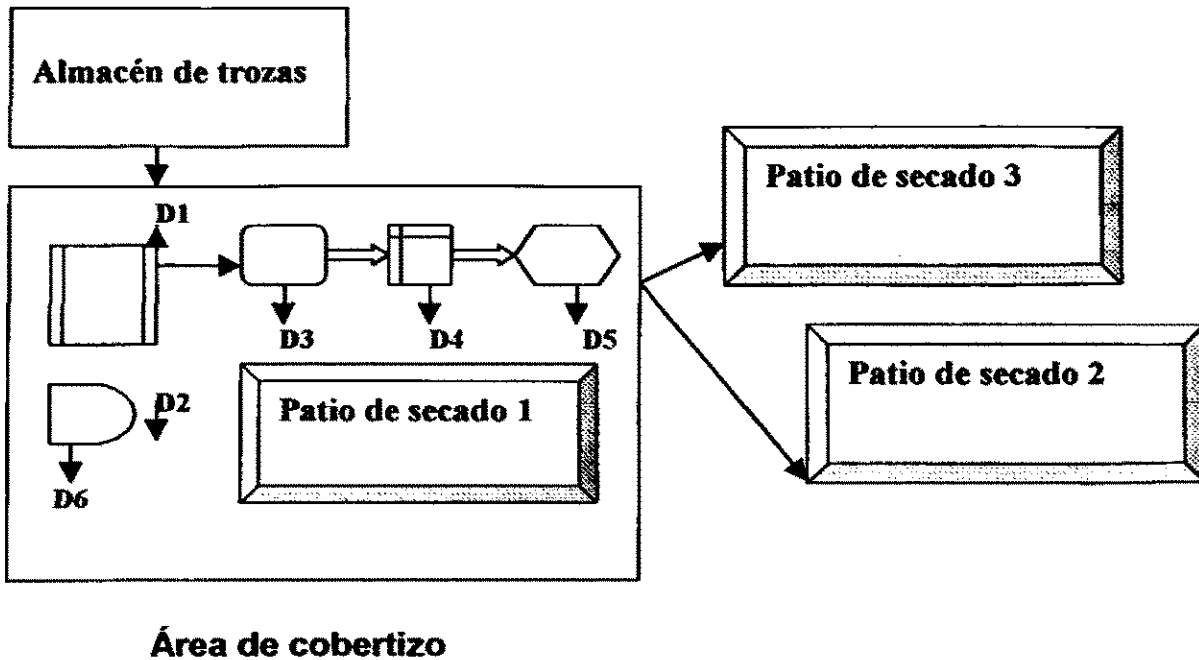 Almacén de trozas
Patio de secado 3
D1
D3
D4
D5
Patio de secado 2
D2
Patio de secado 1
D6
Área de cobertizo